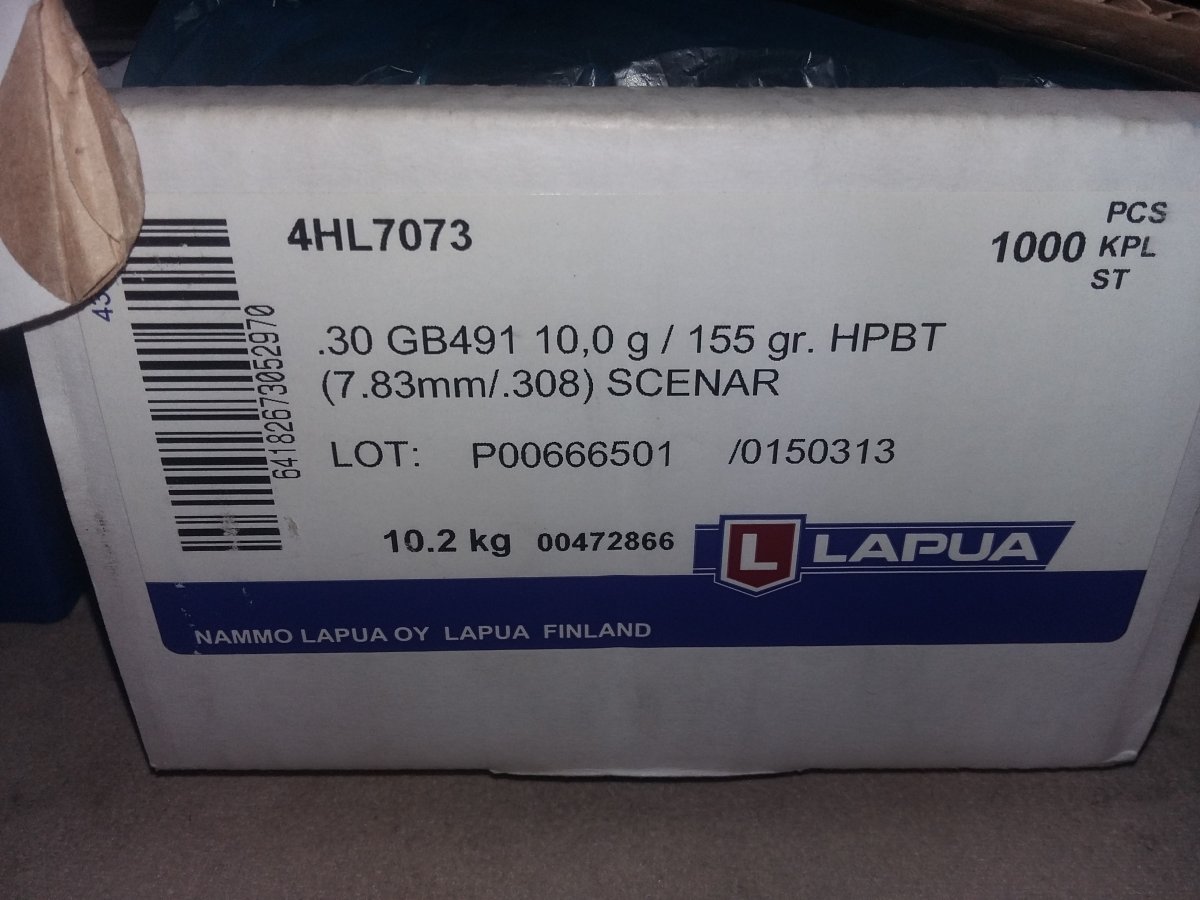 4HL7073
PCS
1000 KPL
ST
.30 GB491 10,0 g / 155 gr. HPBT
(7.83mm/.308) SCENAR
LOT: P00666501 /0150313
64182673052970
10.2 kg 00472866
L LAPUA
NAMMO LAPUA OY LAPUA FINLAND